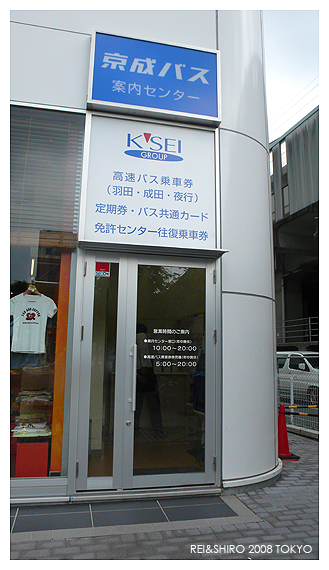 京成バス
案内センター
K'SEI
GROUP
高速バス乗車券
（羽田・成田・夜行）
定期券・バス共通カード
免許センター往復乗車券
営業時間のご案内
10:00〜20:00
5:00〜20:00
REI&SHIRO 2008 TOKYO